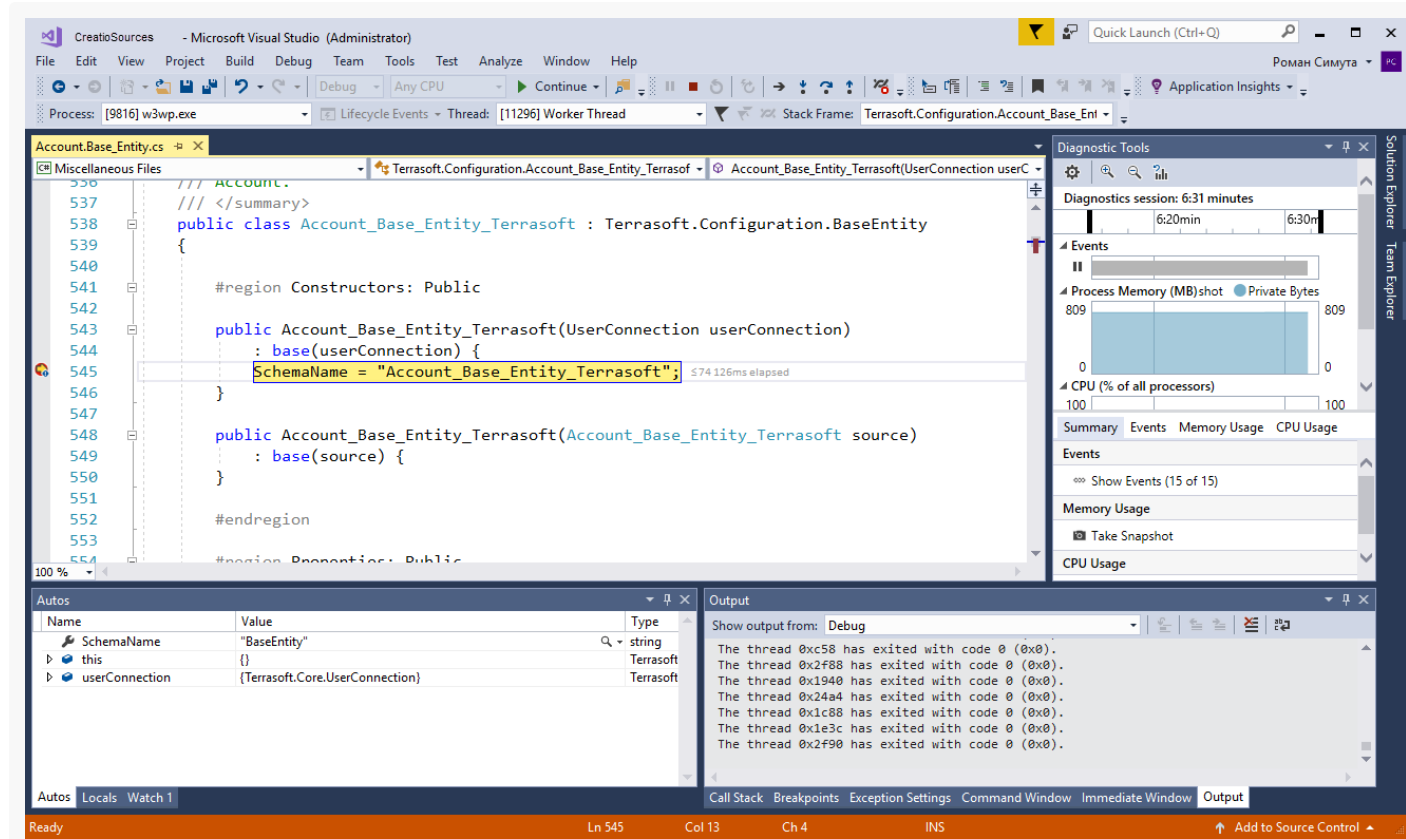 CreatioSources - Microsoft Visual Studio (Administrator)
Quick Launch (Ctrl+Q)
File Edit View Project Build Debug Team Tools Test Analyze Window Help
Роман Симута PC
Debug Any CPU Continue Application Insights
Process: [9816] w3wp.exe Lifecycle Events Thread: [11296] Worker Thread Stack Frame: Terrasoft.Configuration.Account_Base_Ent
Account.Base_Entity.cs
C# Miscellaneous Files Terrasoft.Configuration.Account_Base_Entity_Terrasof Account_Base_Entity_Terrasoft(UserConnection userC
536 /// Account.
537 /// </summary>
538 public class Account_Base_Entity_Terrasoft : Terrasoft.Configuration.BaseEntity
539 {
540
541 #region Constructors: Public
542
543 public Account_Base_Entity_Terrasoft(UserConnection userConnection)
544 : base(userConnection) {
545 SchemaName = "Account_Base_Entity_Terrasoft"; ≤74 126ms elapsed
546 }
547
548 public Account_Base_Entity_Terrasoft(Account_Base_Entity_Terrasoft source)
549 : base(source) {
550 }
551
552 #endregion
553
554 #region Properties: Public
100 %
Diagnostic Tools
Diagnostics session: 6:31 minutes
6:20min 6:30m
Events
Process Memory (MB) shot Private Bytes
809 809
0 0
CPU (% of all processors)
100 100
Summary Events Memory Usage CPU Usage
Events
Show Events (15 of 15)
Memory Usage
Take Snapshot
CPU Usage
Solution Explorer
Team Explorer
Autos
Name Value Type
SchemaName "BaseEntity" string
this {} Terrasoft
userConnection {Terrasoft.Core.UserConnection} Terrasoft
Autos Locals Watch 1
Output
Show output from: Debug
The thread 0xc58 has exited with code 0 (0x0).
The thread 0x2f88 has exited with code 0 (0x0).
The thread 0x1940 has exited with code 0 (0x0).
The thread 0x24a4 has exited with code 0 (0x0).
The thread 0x1c88 has exited with code 0 (0x0).
The thread 0x1e3c has exited with code 0 (0x0).
The thread 0x2f90 has exited with code 0 (0x0).
Call Stack Breakpoints Exception Settings Command Window Immediate Window Output
Ready Ln 545 Col 13 Ch 4 INS Add to Source Control